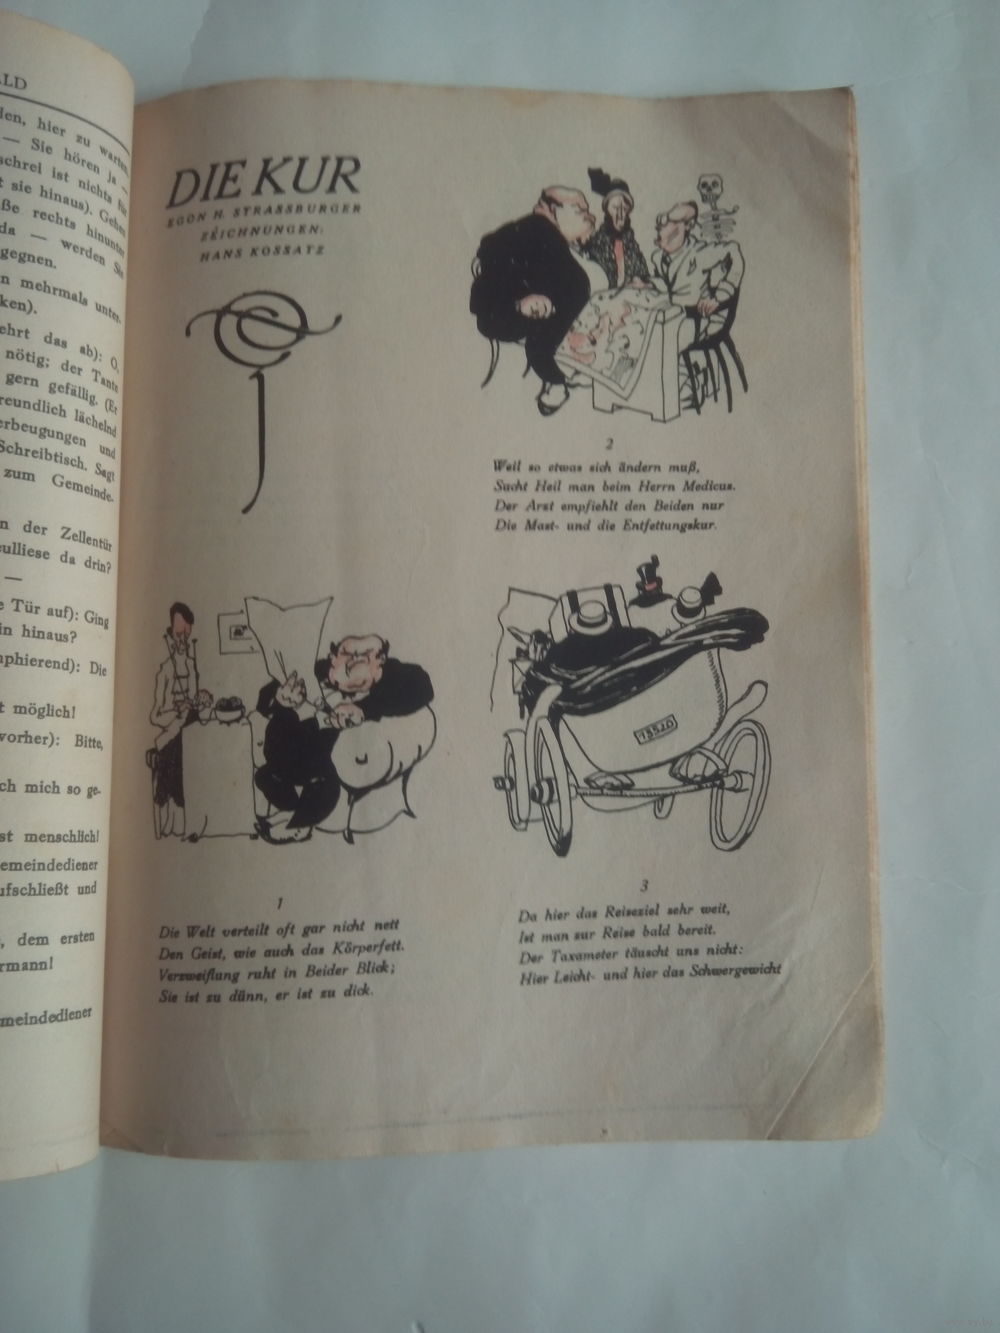 ALD
den, hier zu warten.
— Sie hören ja —
schrei ist nichts für
t sie hinaus). Gehen
ße rechts hinunter
da — werden Sie
gegnen.
n mehrmals unter-
ken).
ehrt das ab): O,
nötig; der Tante
gern gefällig. (Er
reundlich lächelnd
erbeugungen und
Schreibtisch. Sagt
zum Gemeinde-
n der Zellentür
eulliese da drin?
—
e Tür auf): Ging
in hinaus?
mphierend): Die
t möglich!
vorher): Bitte,
ch mich so ge-
st menschlich!
emeindediener
ufschließt und
, dem ersten
rmann!
meindediener
DIE KUR
EGON H. STRASSBURGER
ZEICHNUNGEN:
HANS KOSSATZ
1
Die Welt verteilt oft gar nicht nett
Den Geist, wie auch das Körperfett.
Verzweiflung ruht in Beider Blick;
Sie ist zu dünn, er ist zu dick.
2
Weil so etwas sich ändern muß,
Sucht Heil man beim Herrn Medicus.
Der Arzt empfiehlt den Beiden nur
Die Mast- und die Entfettungskur.
13520
3
Da hier das Reiseziel sehr weit,
Ist man zur Reise bald bereit.
Der Taxameter täuscht uns nicht:
Hier Leicht- und hier das Schwergewicht